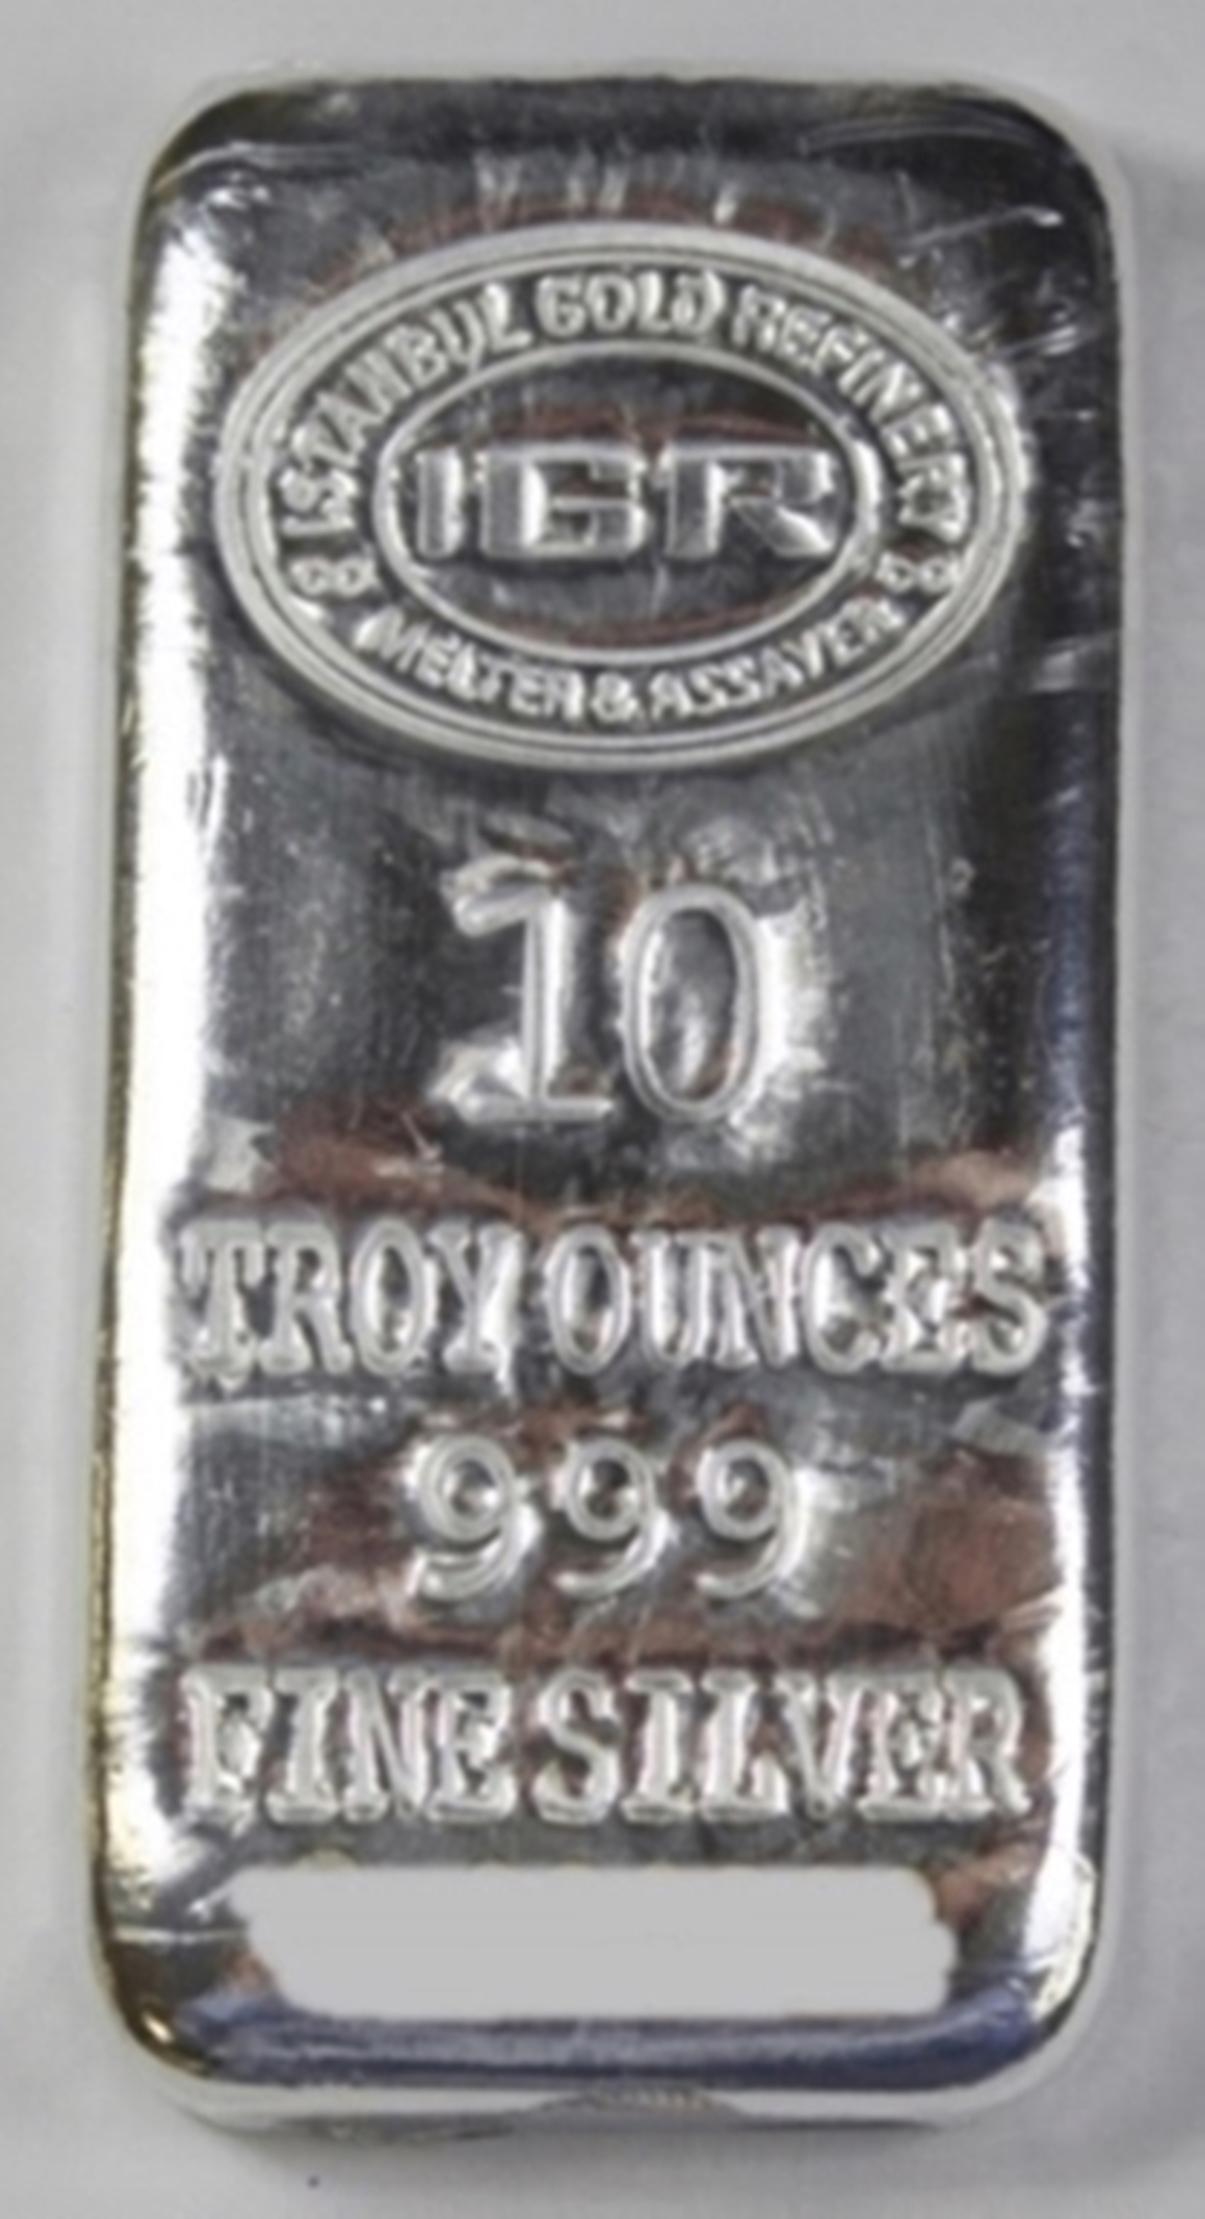 ISTANBUL GOLD REFINERY
IGR
MELTER & ASSAYER
10
TROY OUNCES
999
FINE SILVER